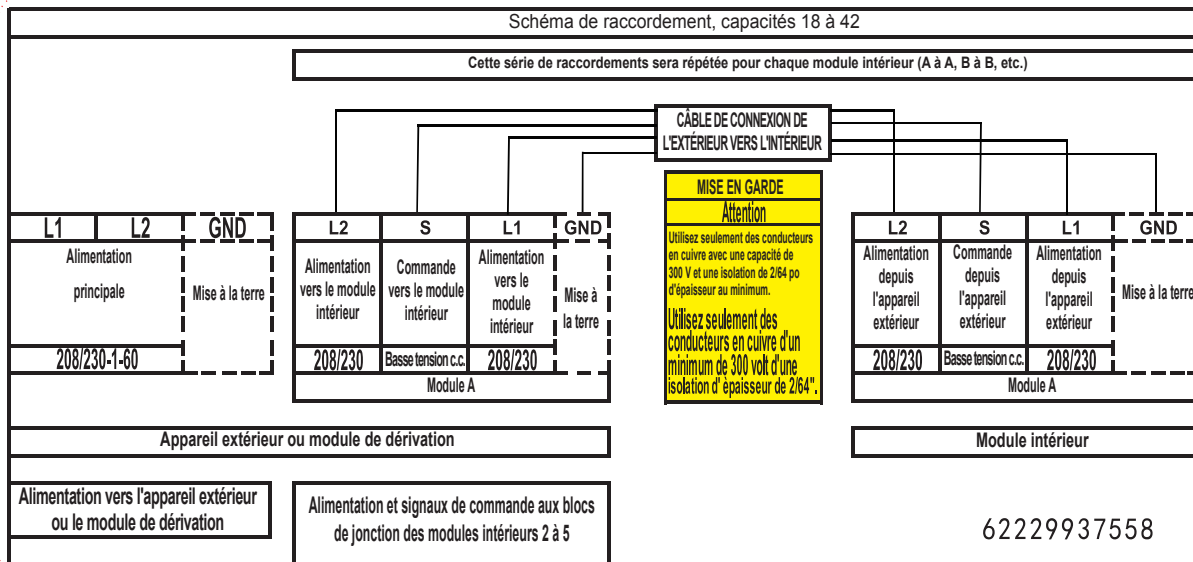 Schéma de raccordement, capacités 18 à 42
Cette série de raccordements sera répétée pour chaque module intérieur (A à A, B à B, etc.)
CÂBLE DE CONNEXION DE
L'EXTÉRIEUR VERS L'INTÉRIEUR
L1 L2 GND
Alimentation
principale
Mise à la terre
208/230-1-60
L2 S L1 GND
Alimentation
vers le module
intérieur
Commande
vers le module
intérieur
Alimentation
vers le
module
intérieur
Mise à
la terre
208/230 Basse tension c.c. 208/230
Module A
MISE EN GARDE
Attention
Utilisez seulement des conducteurs
en cuivre avec une capacité de
300 V et une isolation de 2/64 po
d'épaisseur au minimum.
Utilisez seulement des
conducteurs en cuivre d'un
minimum de 300 volt d'une
isolation d' èpaisseur de 2/64".
L2 S L1 GND
Alimentation
depuis
l'appareil
extérieur
Commande
depuis
l'appareil
extérieur
Alimentation
depuis
l'appareil
extérieur
Mise à la terre
208/230 Basse tension c.c. 208/230
Module A
Appareil extérieur ou module de dérivation
Module intérieur
Alimentation vers l'appareil extérieur
ou le module de dérivation
Alimentation et signaux de commande aux blocs
de jonction des modules intérieurs 2 à 5
62229937558